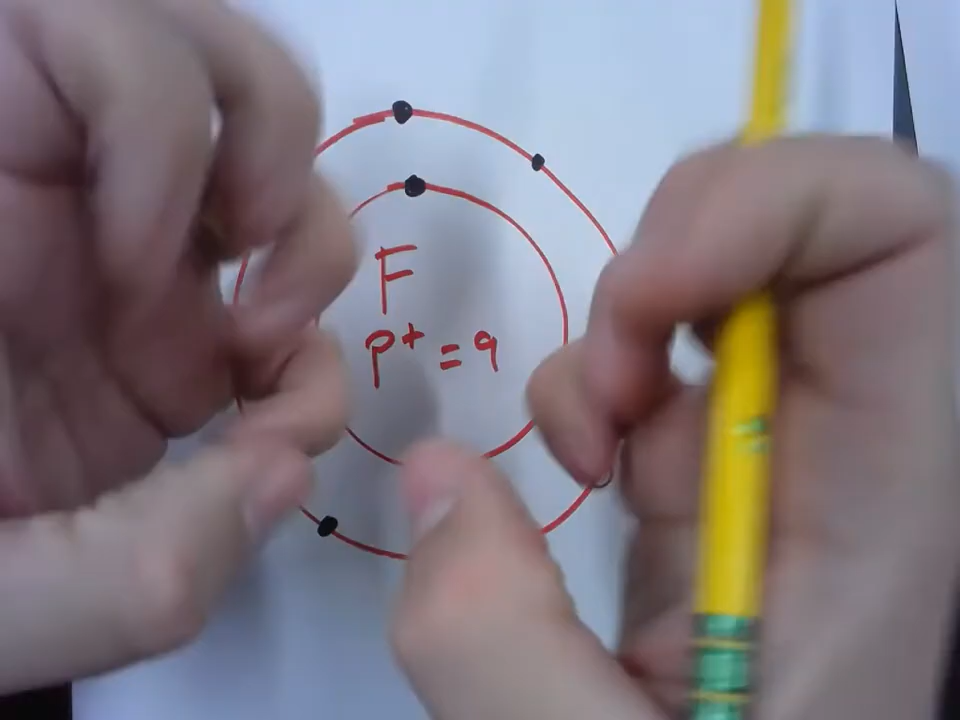 F
p+ = 9